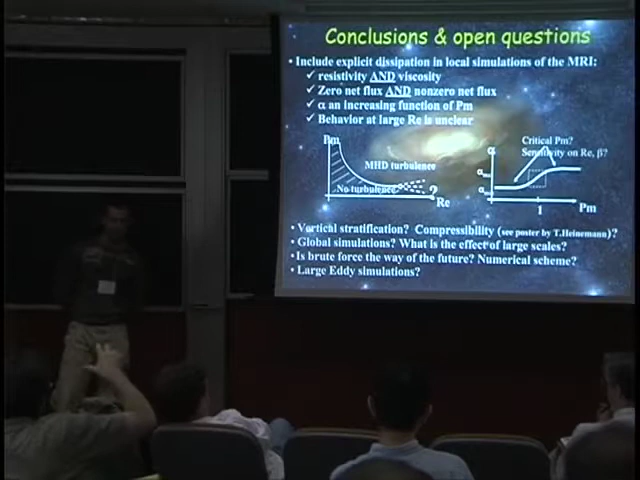 Conclusions & open questions
• Include explicit dissipation in local simulations of the MRI:
✓ resistivity AND viscosity
✓ Zero net flux AND nonzero net flux
✓ α an increasing function of Pm
✓ Behavior at large Re is unclear
Pm
MHD turbulence
No turbulence
?
Re
Critical Pm?
Sensitivity on Re, β?
α
1
Pm
• Vertical stratification? Compressibility (see poster by T.Heinemann)?
• Global simulations? What is the effect of large scales?
• Is brute force the way of the future? Numerical scheme?
• Large Eddy simulations?